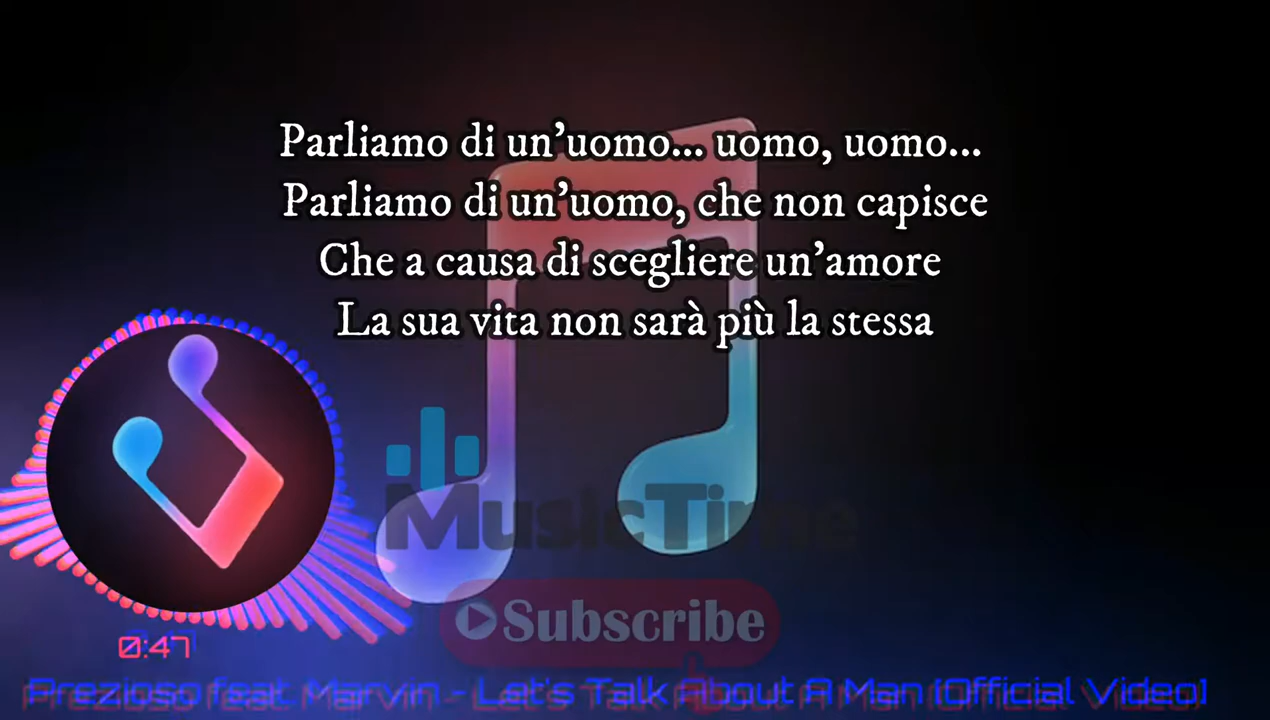 Parliamo di un'uomo... uomo, uomo...
Parliamo di un'uomo, che non capisce
Che a causa di scegliere un'amore
La sua vita non sarà più la stessa
MusicTime
Subscribe
0:47
Prezioso feat. Marvin - Let's Talk About A Man (Official Video)